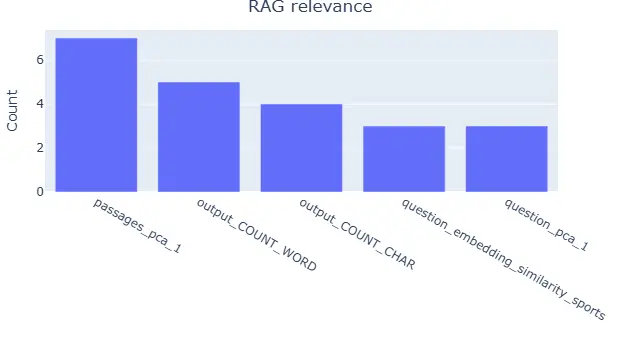 RAG relevance
Count
6
4
2
0
passages_pca_1
output_COUNT_WORD
output_COUNT_CHAR
question_embedding_similarity_sports
question_pca_1